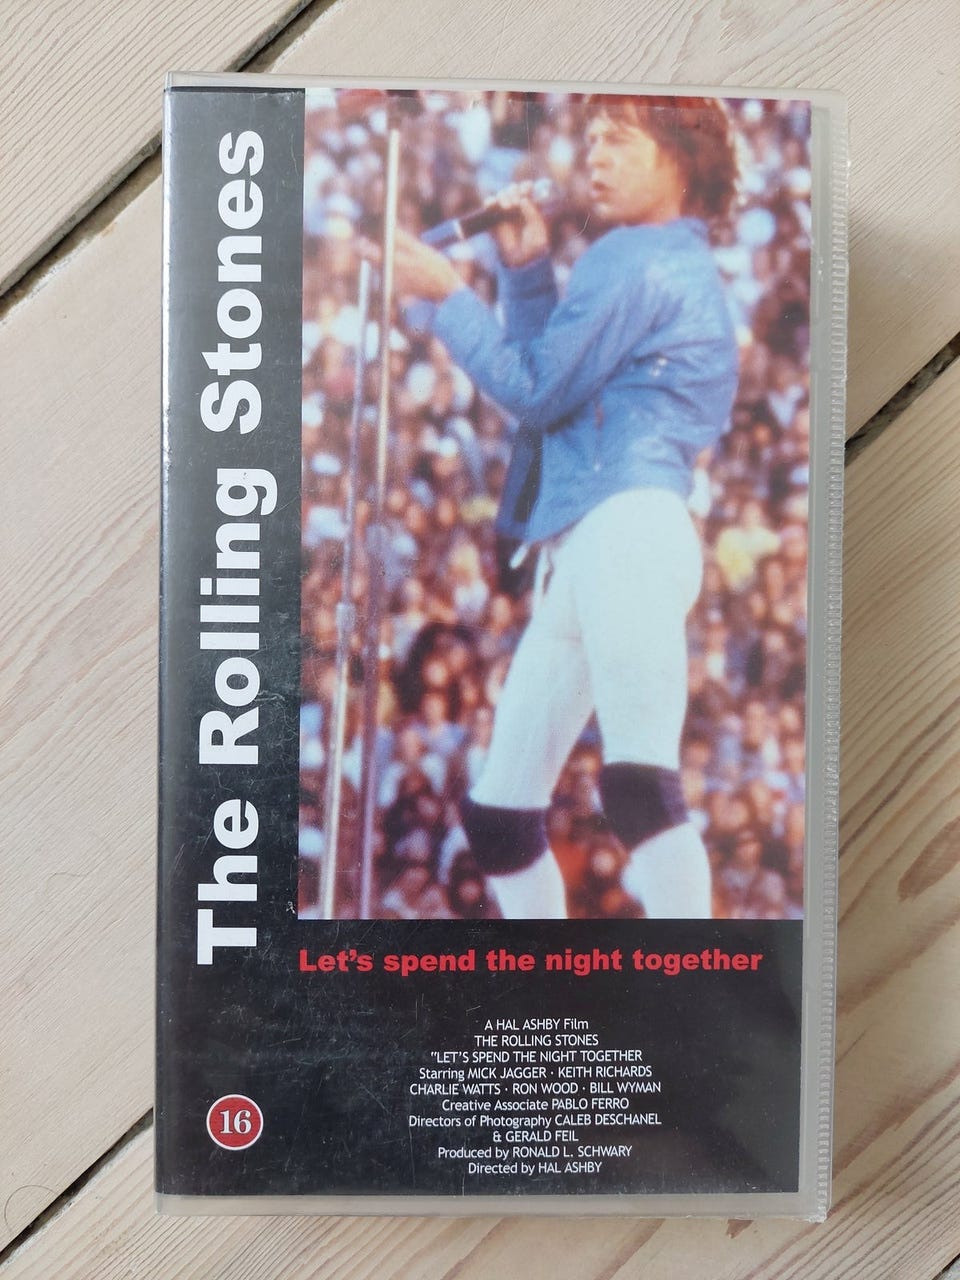 The Rolling Stones
Let's spend the night together
A HAL ASHBY Film
THE ROLLING STONES
"LET'S SPEND THE NIGHT TOGETHER
Starring MICK JAGGER · KEITH RICHARDS
CHARLIE WATTS · RON WOOD · BILL WYMAN
Creative Associate PABLO FERRO
Directors of Photography CALEB DESCHANEL
& GERALD FEIL
Produced by RONALD L. SCHWARY
Directed by HAL ASHBY
16